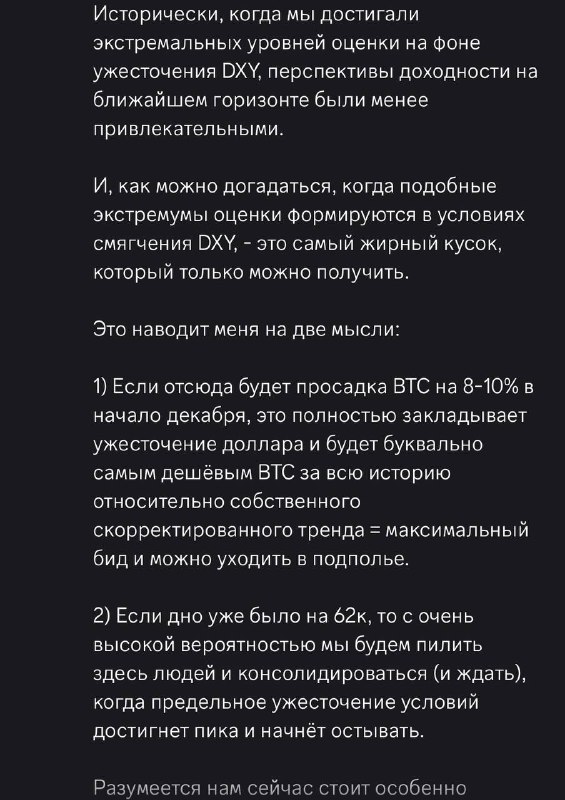 Исторически, когда мы достигали
экстремальных уровней оценки на фоне
ужесточения DXY, перспективы доходности на
ближайшем горизонте были менее
привлекательными.
И, как можно догадаться, когда подобные
экстремумы оценки формируются в условиях
смягчения DXY, - это самый жирный кусок,
который только можно получить.
Это наводит меня на две мысли:
1) Если отсюда будет просадка BTC на 8-10% в
начало декабря, это полностью закладывает
ужесточение доллара и будет буквально
самым дешёвым BTC за всю историю
относительно собственного
скорректированного тренда = максимальный
бид и можно уходить в подполье.
2) Если дно уже было на 62к, то с очень
высокой вероятностью мы будем пилить
здесь людей и консолидироваться (и ждать),
когда предельное ужесточение условий
достигнет пика и начнёт остывать.
Разумеется нам сейчас стоит особенно